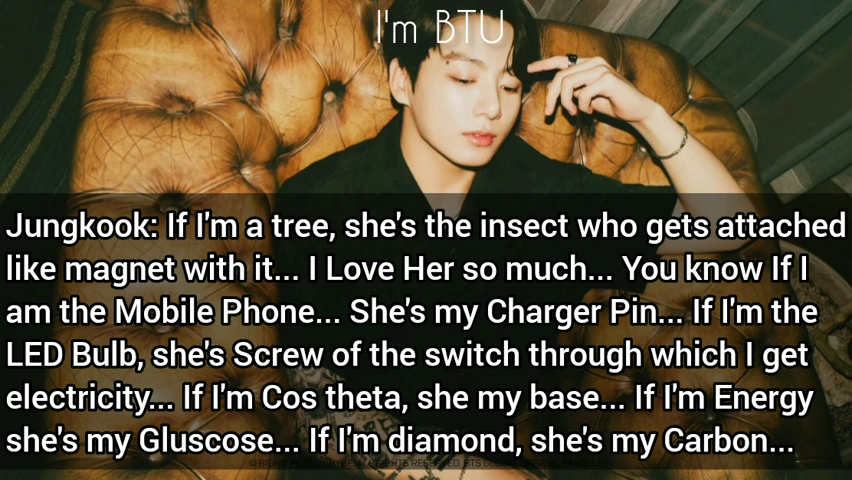 I'm BTU
Jungkook: If I'm a tree, she's the insect who gets attached
like magnet with it... I Love Her so much... You know If I
am the Mobile Phone... She's my Charger Pin... If I'm the
LED Bulb, she's Screw of the switch through which I get
electricity... If I'm Cos theta, she my base... If I'm Energy
she's my Gluscose... If I'm diamond, she's my Carbon...